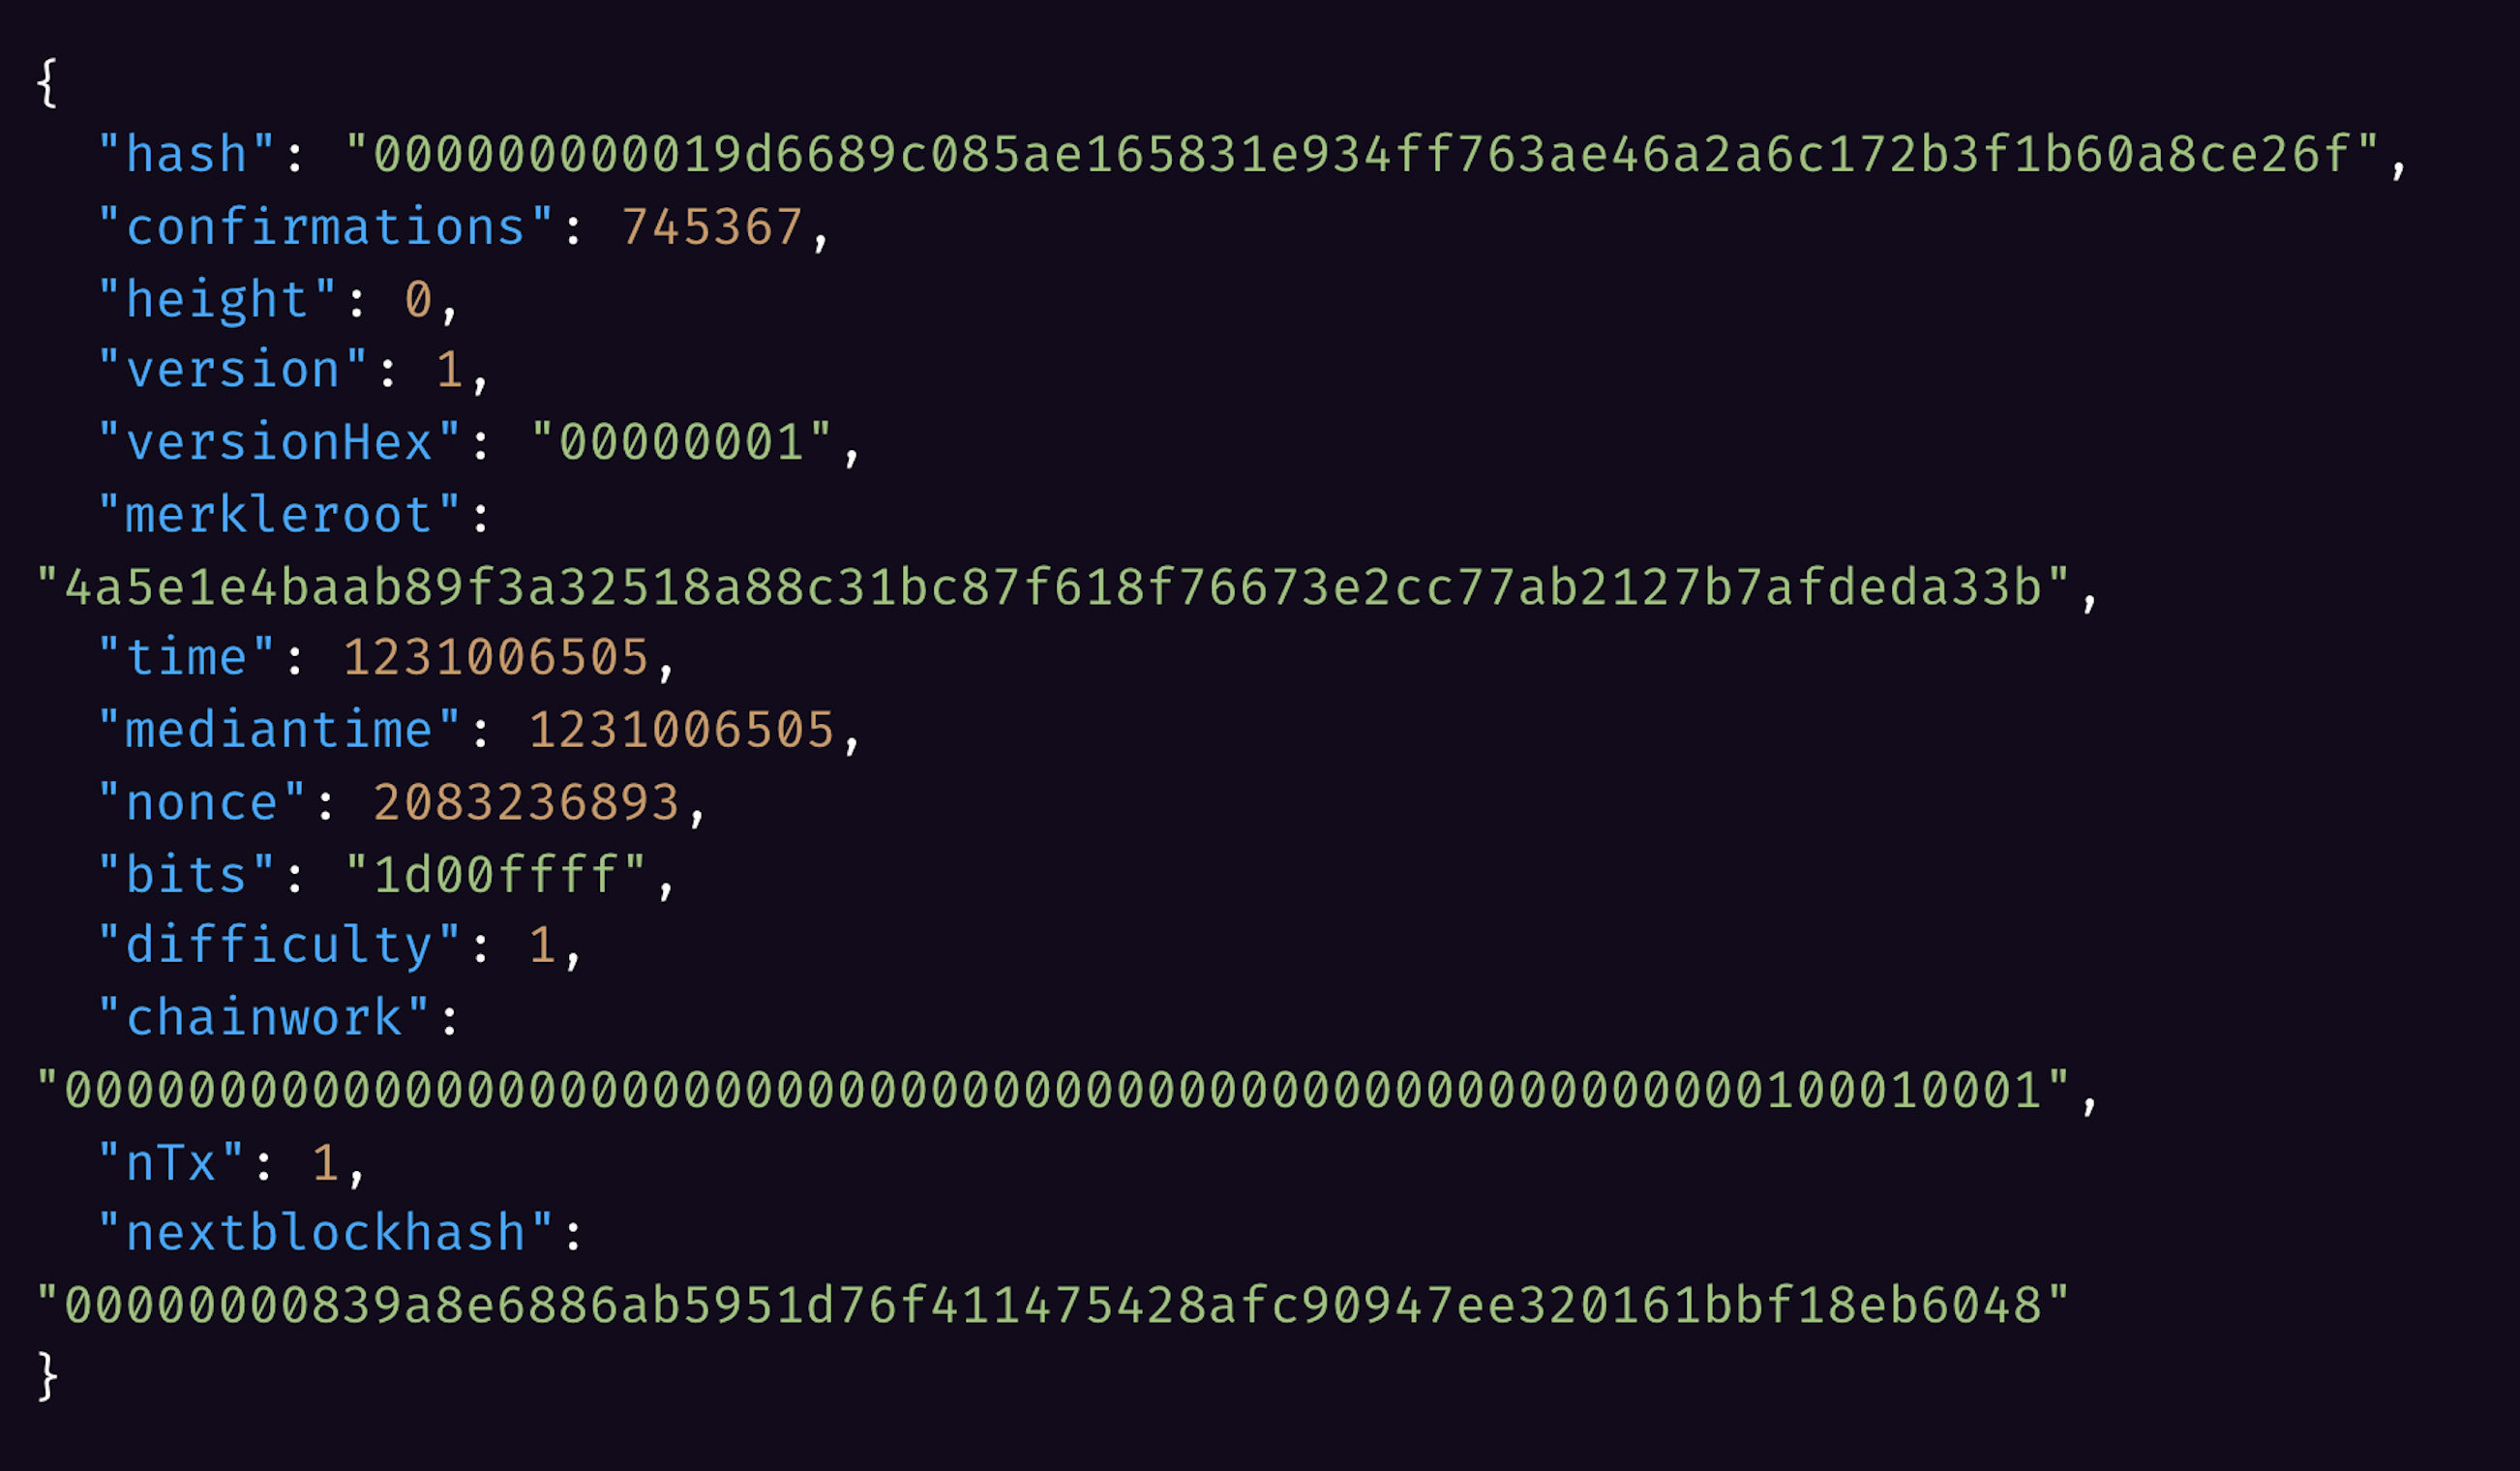 {
"hash": "000000000019d6689c085ae165831e934ff763ae46a2a6c172b3f1b60a8ce26f",
"confirmations": 745367,
"height": 0,
"version": 1,
"versionHex": "00000001",
"merkleroot":
"4a5e1e4baab89f3a32518a88c31bc87f618f76673e2cc77ab2127b7afdeda33b",
"time": 1231006505,
"mediantime": 1231006505,
"nonce": 2083236893,
"bits": "1d00ffff",
"difficulty": 1,
"chainwork":
"0000000000000000000000000000000000000000000000000000000100010001",
"nTx": 1,
"nextblockhash":
"00000000839a8e6886ab5951d76f411475428afc90947ee320161bbf18eb6048"
}